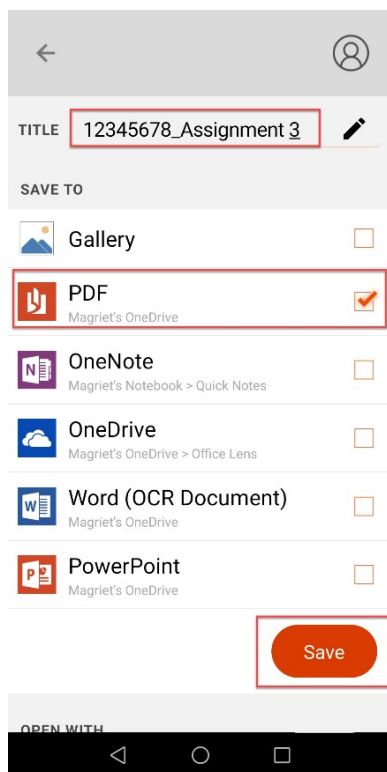 TITLE 12345678_Assignment 3
SAVE TO
Gallery
PDF
Magriet's OneDrive
OneNote
Magriet's Notebook > Quick Notes
OneDrive
Magriet's OneDrive > Office Lens
Word (OCR Document)
Magriet's OneDrive
PowerPoint
Magriet's OneDrive
Save
OPEN WITH